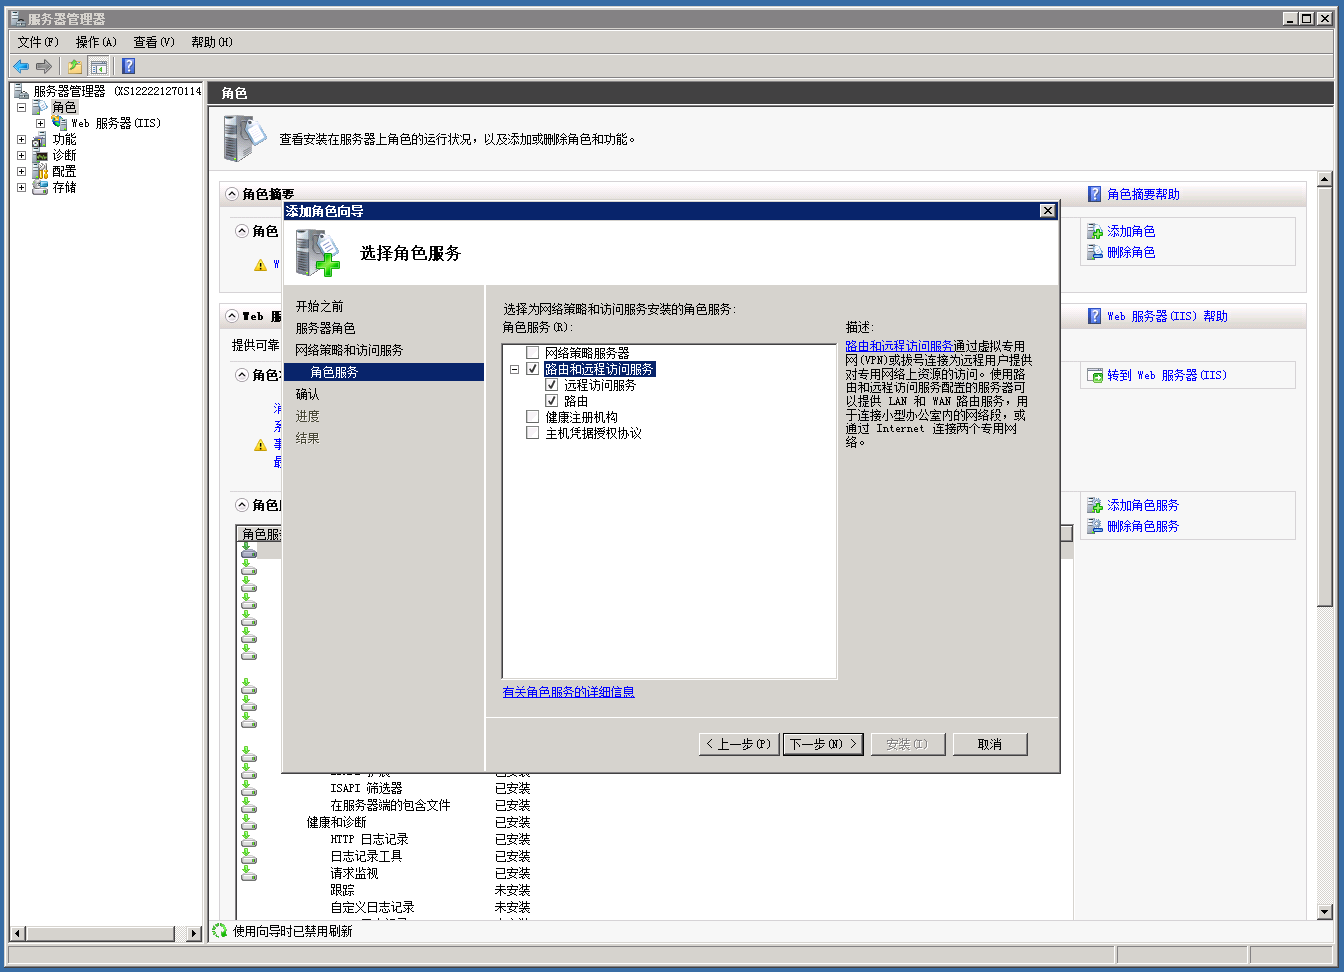 服务器管理器
文件(F) 操作(A) 查看(V) 帮助(H)
服务器管理器 (XS122221270114
角色
Web 服务器(IIS)
功能
诊断
配置
存储
角色
查看安装在服务器上角色的运行状况，以及添加或删除角色和功能。
角色摘要
角色摘要帮助
角色
添加角色
删除角色
W
Web 服
Web 服务器(IIS) 帮助
提供可靠
角色
转到 Web 服务器(IIS)
事
最
角色
添加角色服务
删除角色服务
角色服
添加角色向导
选择角色服务
开始之前
服务器角色
网络策略和访问服务
角色服务
确认
进度
结果
选择为网络策略和访问服务安装的角色服务:
角色服务(R):
网络策略服务器
路由和远程访问服务
远程访问服务
路由
健康注册机构
主机凭据授权协议
有关角色服务的详细信息
描述:
路由和远程访问服务通过虚拟专用
网(VPN)或拔号连接为远程用户提供
对专用网络上资源的访问。使用路
由和远程访问服务配置的服务器可
以提供 LAN 和 WAN 路由服务，用
于连接小型办公室内的网络段，或
通过 Internet 连接两个专用网
络。
< 上一步(P) 下一步(N) > 安装(I) 取消
ISAPI 筛选器 已安装
在服务器端的包含文件 已安装
健康和诊断 已安装
HTTP 日志记录 已安装
日志记录工具 已安装
请求监视 已安装
跟踪 未安装
自定义日志记录 未安装
使用向导时已禁用刷新